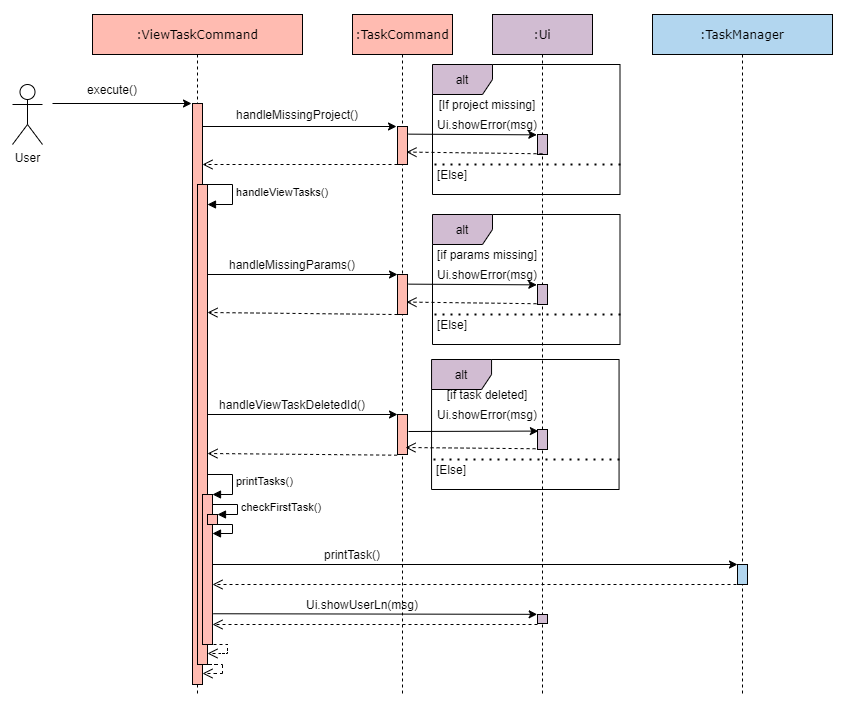 :ViewTaskCommand
:TaskCommand
:Ui
:TaskManager
alt
execute()
[If project missing]
handleMissingProject()
Ui.showError(msg)
User
[Else]
handleViewTasks()
alt
[if params missing]
handleMissingParams()
Ui.showError(msg)
[Else]
alt
[if task deleted]
handleViewTaskDeletedId()
Ui.showError(msg)
[Else]
printTasks()
checkFirstTask()
printTask()
Ui.showUserLn(msg)